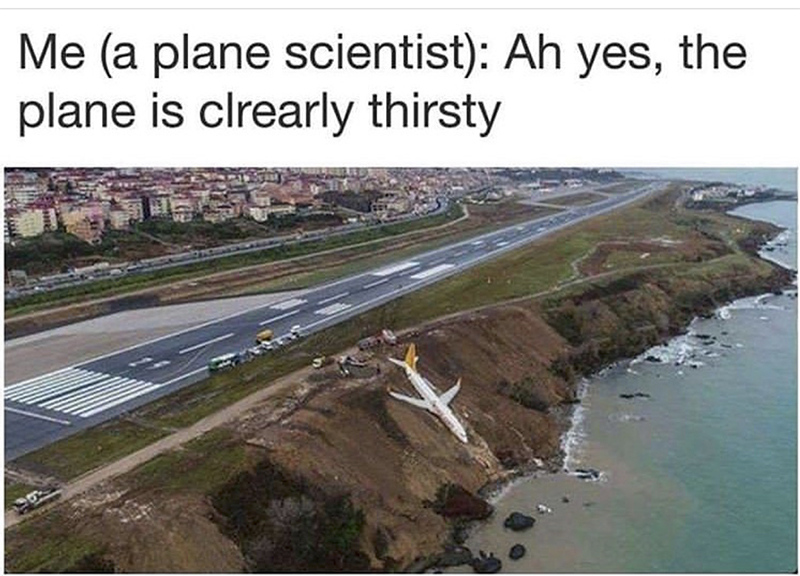 Me (a plane scientist): Ah yes, the
plane is clrearly thirsty